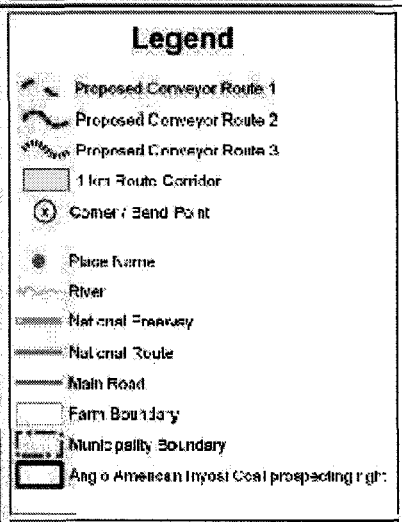 Legend
Proposed Conveyor Route 1
Proposed Conveyor Route 2
Proposed Conveyor Route 3
1 km Route Corridor
x Corner / Bend Point
Place Name
River
National Freeway
National Route
Main Road
Farm Boundary
Municipality Boundary
Anglo American Inyosi Coal prospecting right